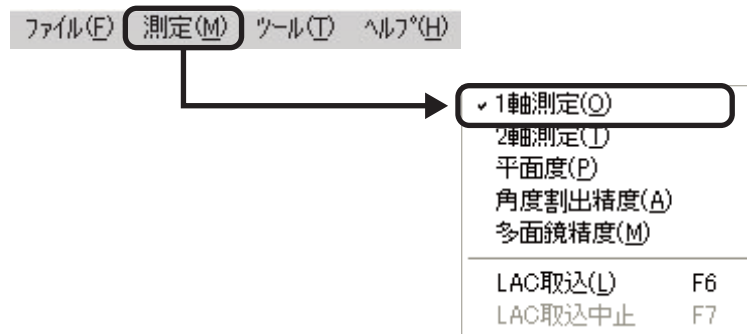 ﾌｧｲﾙ(F) 測定(M) ﾂｰﾙ(T) ﾍﾙﾌﾟ(H)
1軸測定(O)
2軸測定(T)
平面度(P)
角度割出精度(A)
多面鏡精度(M)
LAC取込(L) F6
LAC取込中止 F7